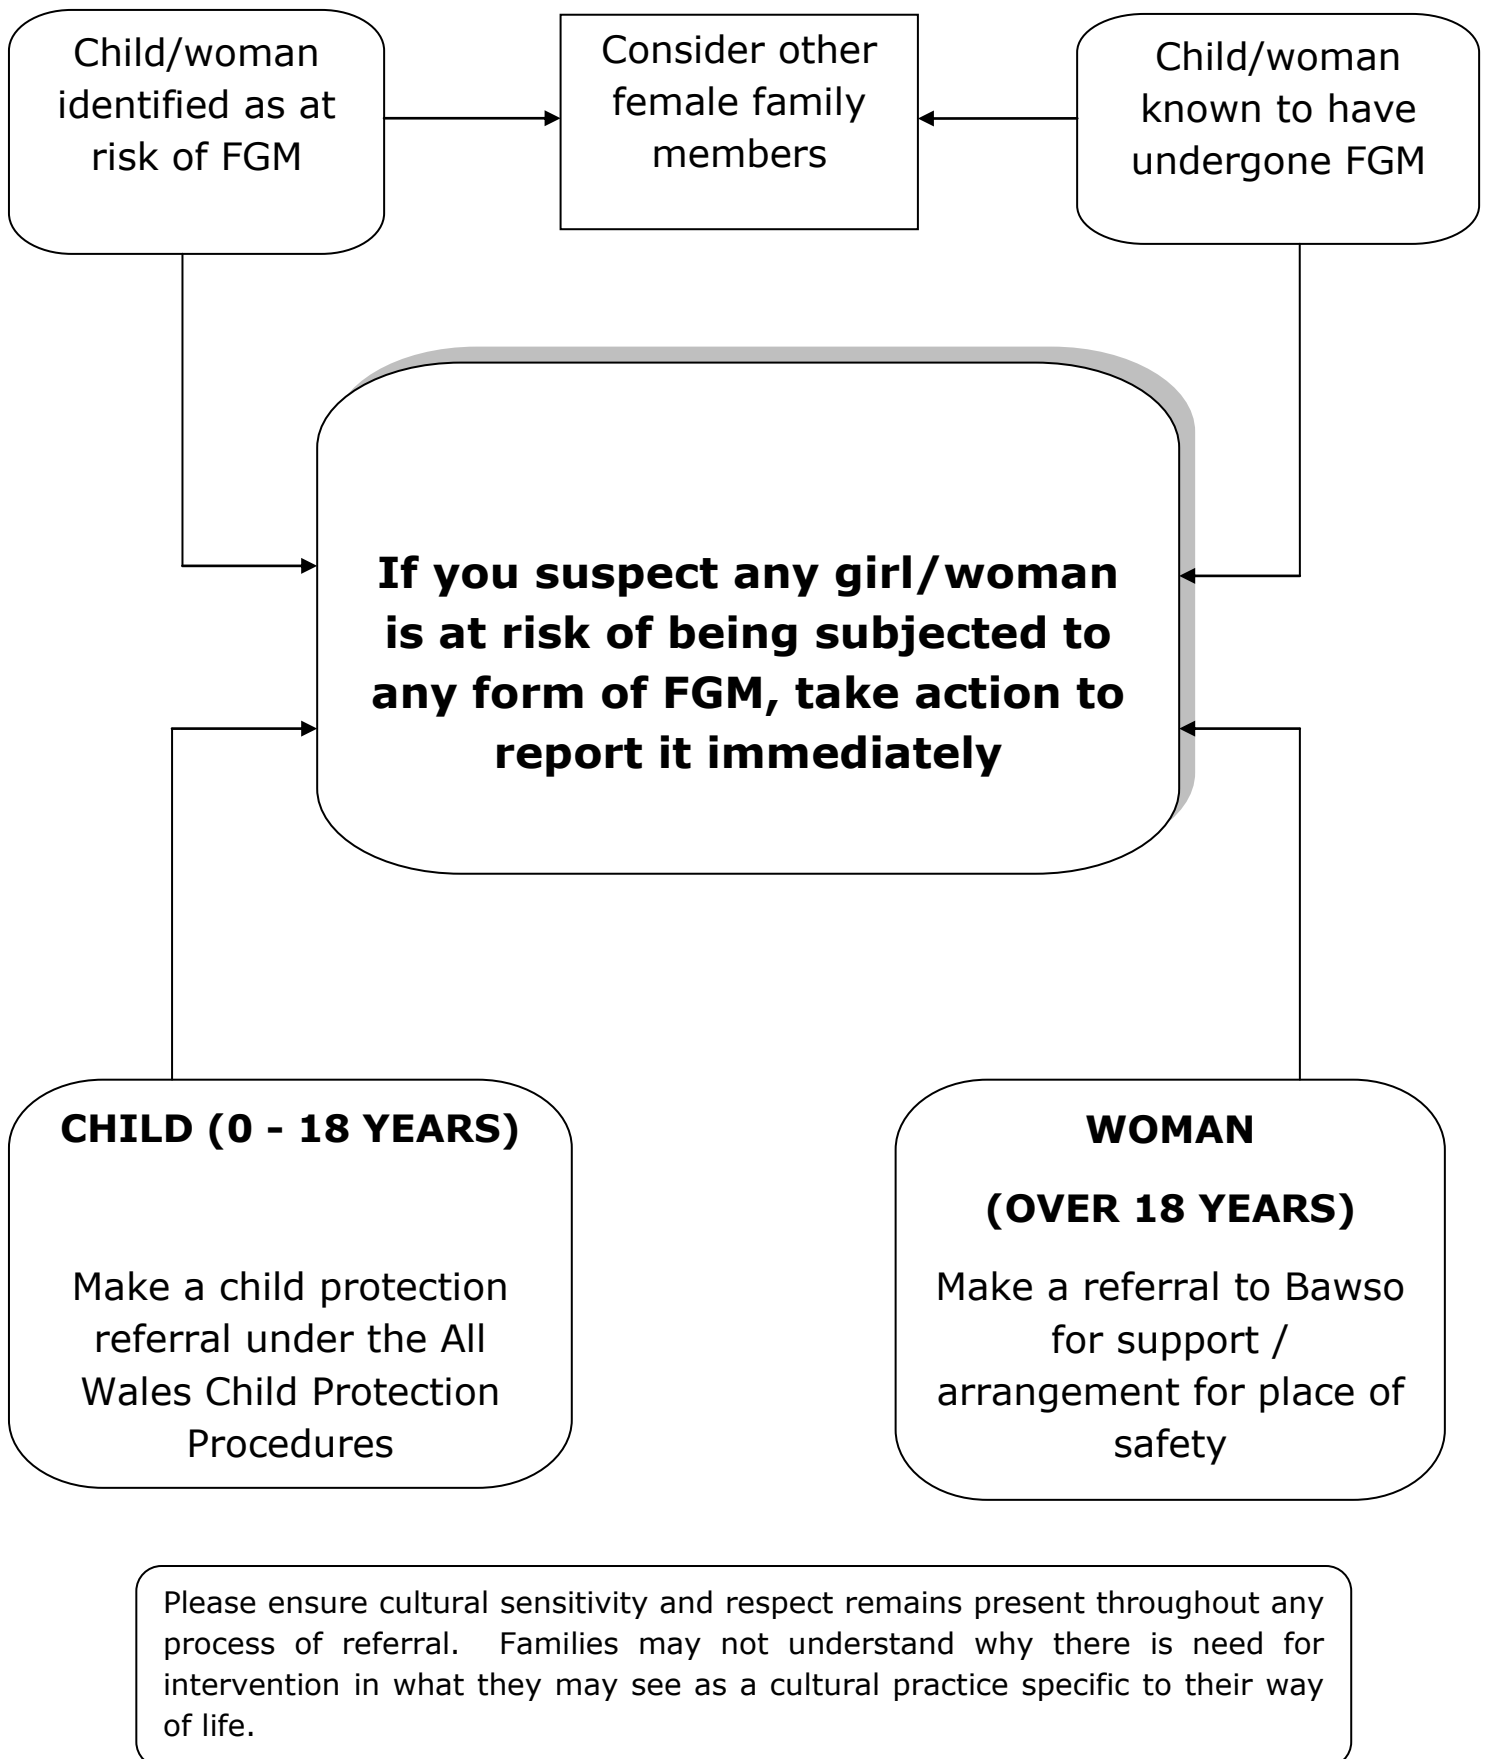 Child/woman
identified as at
risk of FGM
Consider other
female family
members
Child/woman
known to have
undergone FGM
If you suspect any girl/woman
is at risk of being subjected to
any form of FGM, take action to
report it immediately
CHILD (0 - 18 YEARS)
Make a child protection
referral under the All
Wales Child Protection
Procedures
WOMAN
(OVER 18 YEARS)
Make a referral to Bawso
for support /
arrangement for place of
safety
Please ensure cultural sensitivity and respect remains present throughout any
process of referral. Families may not understand why there is need for
intervention in what they may see as a cultural practice specific to their way
of life.